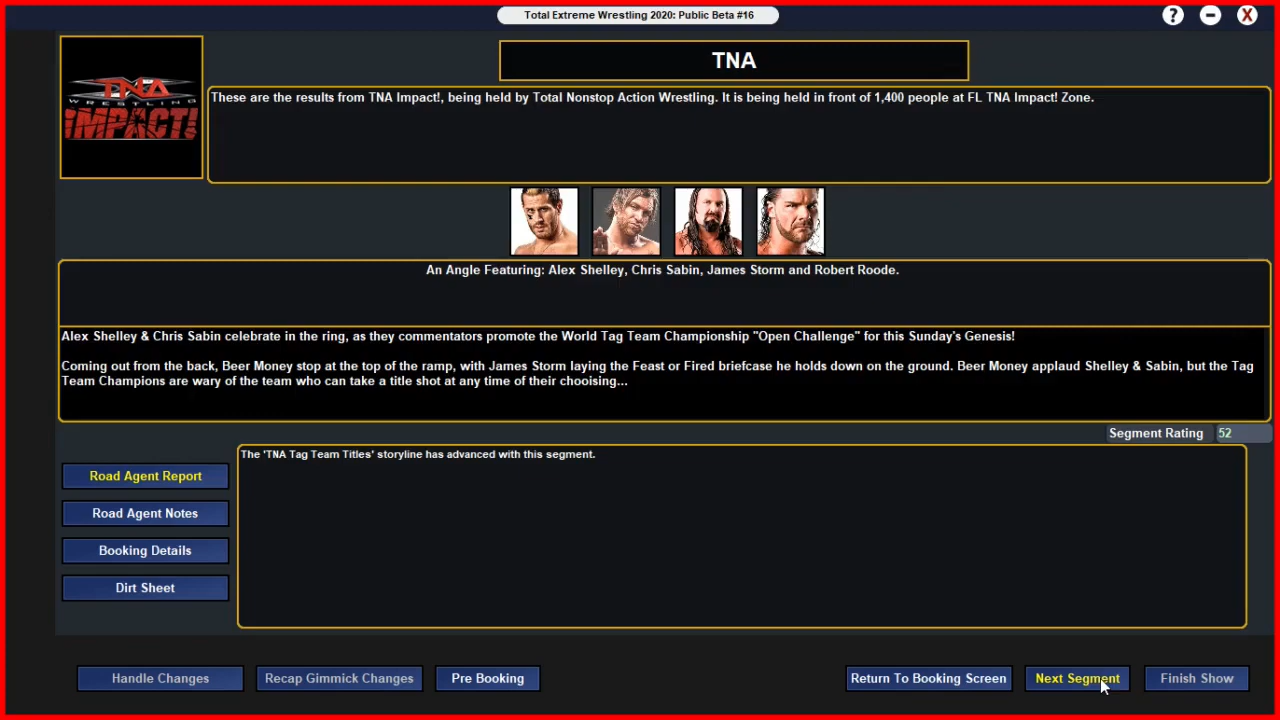 Total Extreme Wrestling 2020: Public Beta #16
?
X
TNA
TNA
WRESTLING
IMPACT!
These are the results from TNA Impact!, being held by Total Nonstop Action Wrestling. It is being held in front of 1,400 people at FL TNA Impact! Zone.
An Angle Featuring: Alex Shelley, Chris Sabin, James Storm and Robert Roode.
Alex Shelley & Chris Sabin celebrate in the ring, as they commentators promote the World Tag Team Championship "Open Challenge" for this Sunday's Genesis!
Coming out from the back, Beer Money stop at the top of the ramp, with James Storm laying the Feast or Fired briefcase he holds down on the ground. Beer Money applaud Shelley & Sabin, but the Tag
Team Champions are wary of the team who can take a title shot at any time of their chooising...
Segment Rating 52
The 'TNA Tag Team Titles' storyline has advanced with this segment.
Road Agent Report
Road Agent Notes
Booking Details
Dirt Sheet
Handle Changes
Recap Gimmick Changes
Pre Booking
Return To Booking Screen
Next Segment
Finish Show